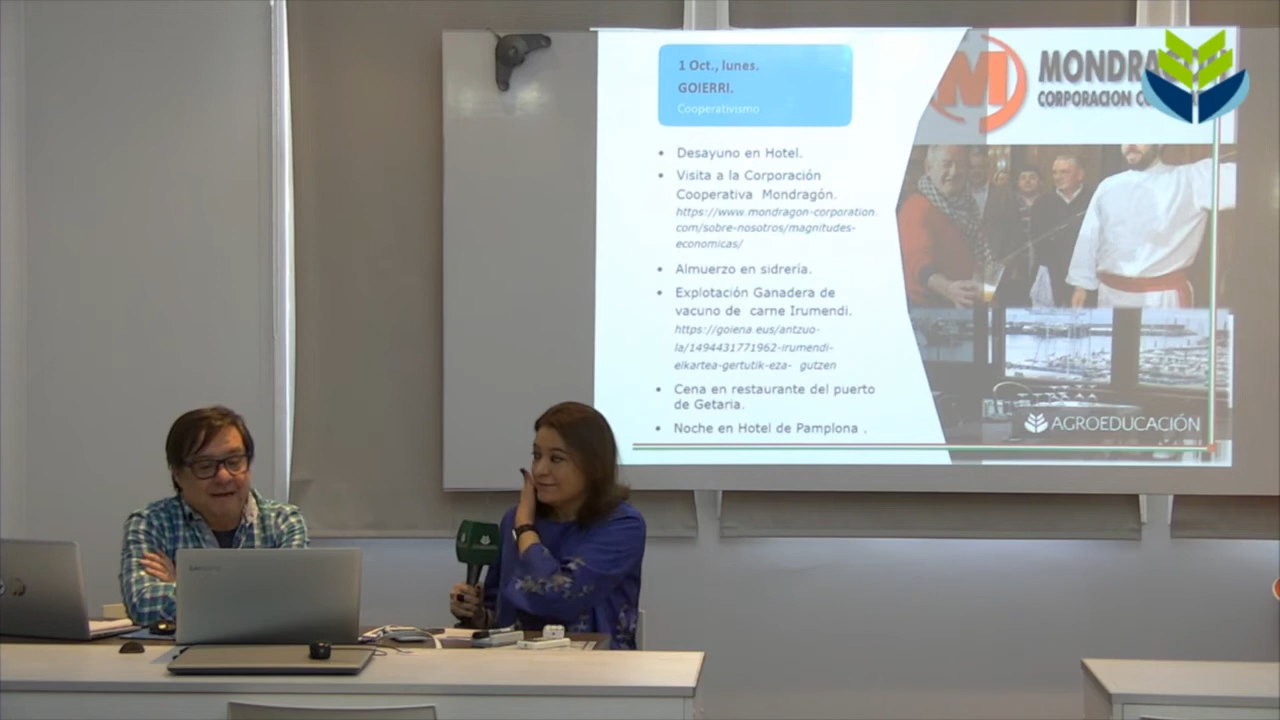 1 Oct., lunes.
GOIERRI.
Cooperativismo
MONDRA
CORPORACION
• Desayuno en Hotel.
• Visita a la Corporación
Cooperativa Mondragón.
https://www.mondragon-corporation.
com/sobre-nosotros/magnitudes-
economicas/
• Almuerzo en sidrería.
• Explotación Ganadera de
vacuno de carne Irumendi.
https://goiena.eus/antzuo-
la/1494431771962-irumendi-
elkartea-gertutik-eza- gutzen
• Cena en restaurante del puerto
de Getaria.
• Noche en Hotel de Pamplona .
AGROEDUCACIÓN